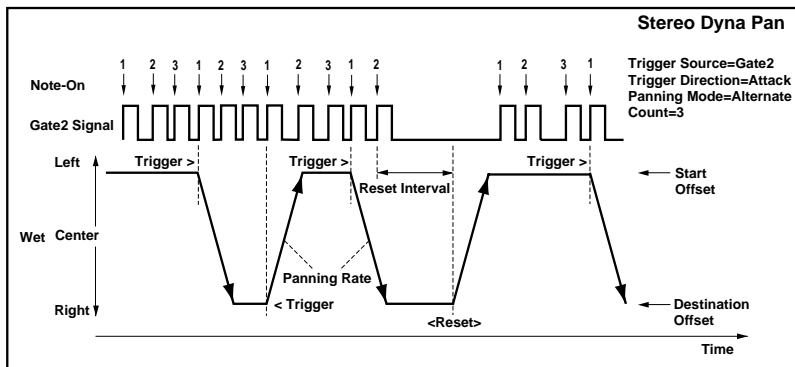 Stereo Dyna Pan
Trigger Source=Gate2
Trigger Direction=Attack
Panning Mode=Alternate
Count=3
Note-On
1 2 3 1 2 3 1 2 3 1 2 1 2 3 1
Gate2 Signal
Left
Trigger >
Trigger >
Trigger >
Start
Offset
Reset Interval
Wet
Center
Panning Rate
Right
< Trigger
<Reset>
Destination
Offset
Time